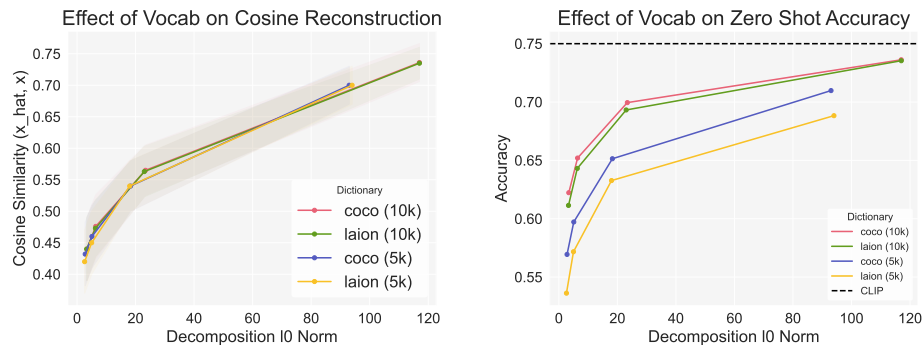 Effect of Vocab on Cosine Reconstruction
Cosine Similarity (x_hat, x)
0.75
0.70
0.65
0.60
0.55
0.50
0.45
0.40
Dictionary
coco (10k)
laion (10k)
coco (5k)
laion (5k)
0 20 40 60 80 100 120
Decomposition l0 Norm
Effect of Vocab on Zero Shot Accuracy
Accuracy
0.75
0.70
0.65
0.60
0.55
Dictionary
coco (10k)
laion (10k)
coco (5k)
laion (5k)
CLIP
0 20 40 60 80 100 120
Decomposition l0 Norm